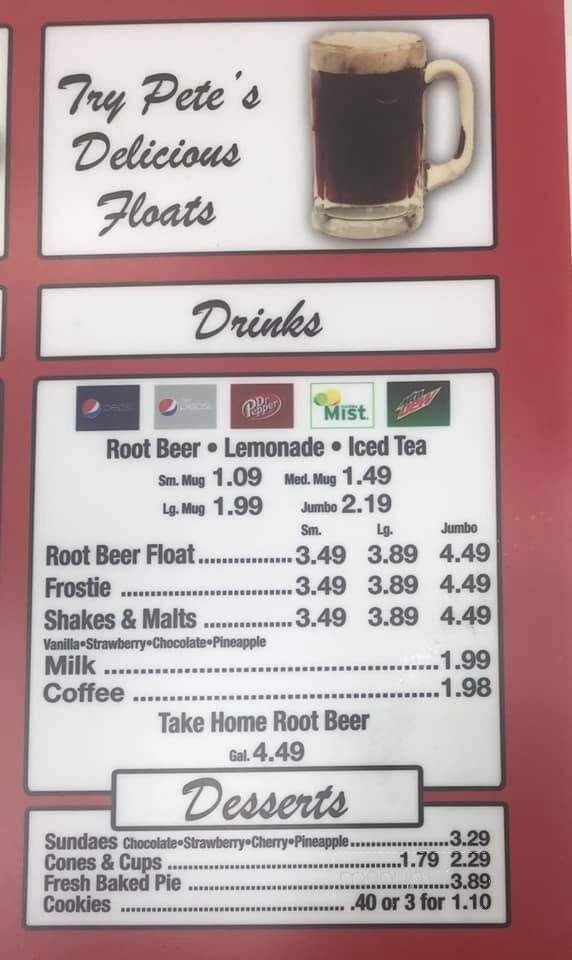 Try Pete's
Delicious
Floats
Drinks
pepsi diet pepsi Dr Pepper Mist Mtn Dew
Root Beer • Lemonade • Iced Tea
Sm. Mug 1.09 Med. Mug 1.49
Lg. Mug 1.99 Jumbo 2.19
Sm. Lg. Jumbo
Root Beer Float .............. 3.49 3.89 4.49
Frostie .......................... 3.49 3.89 4.49
Shakes & Malts ............. 3.49 3.89 4.49
Vanilla•Strawberry•Chocolate•Pineapple
Milk .................................................. 1.99
Coffee ............................................... 1.98
Take Home Root Beer
Gal. 4.49
Desserts
Sundaes Chocolate•Strawberry•Cherry•Pineapple .............. 3.29
Cones & Cups .................................. 1.79 2.29
Fresh Baked Pie ....................................... 3.89
Cookies ................................... .40 or 3 for 1.10